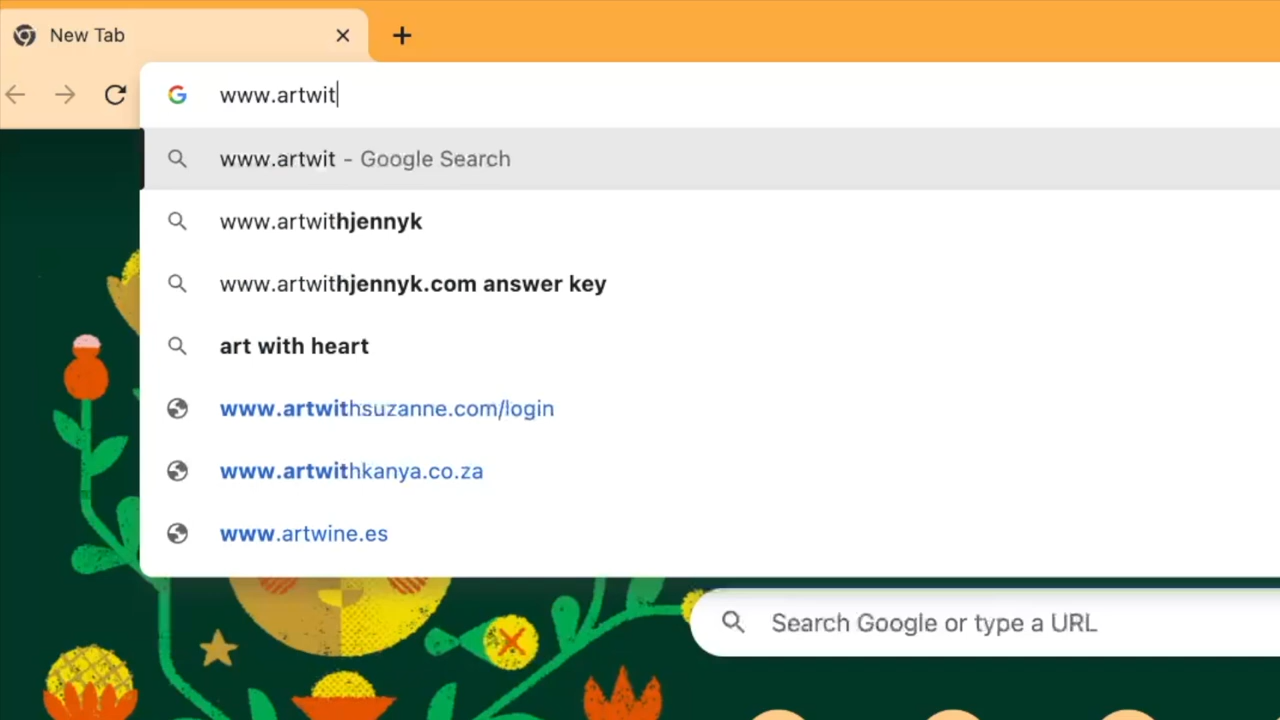 New Tab
www.artwit
www.artwit - Google Search
www.artwithjennyk
www.artwithjennyk.com answer key
art with heart
www.artwithsuzanne.com/login
www.artwithkanya.co.za
www.artwine.es
Search Google or type a URL